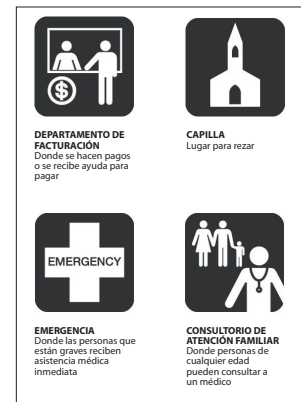 $
DEPARTAMENTO DE
FACTURACIÓN
Donde se hacen pagos
o se recibe ayuda para
pagar
CAPILLA
Lugar para rezar
EMERGENCY
EMERGENCIA
Donde las personas que
están graves reciben
asistencia médica
inmediata
CONSULTORIO DE
ATENCIÓN FAMILIAR
Donde personas de
cualquier edad
pueden consultar a
un médico